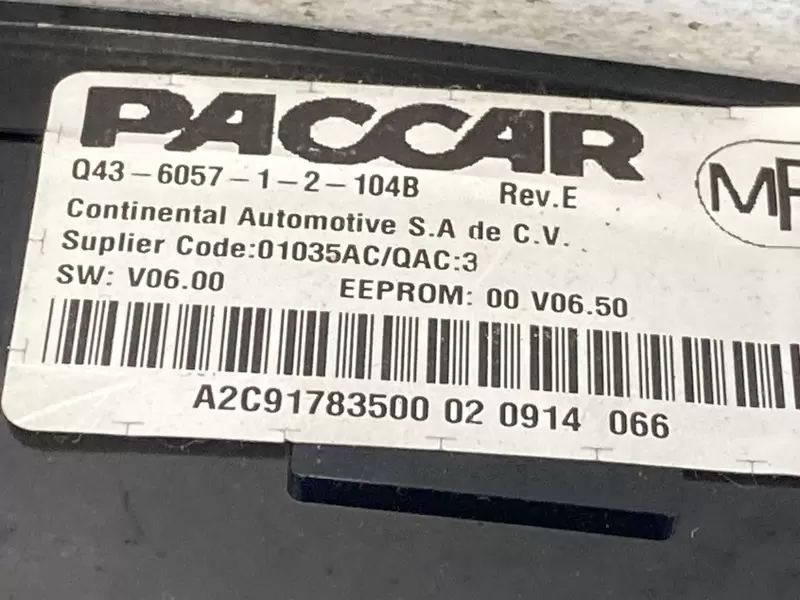 PACCAR
Q43-6057-1-2-104B Rev.E
Continental Automotive S.A de C.V.
Suplier Code:01035AC/QAC:3
SW: V06.00 EEPROM: 00 V06.50
A2C91783500 02 0914 066